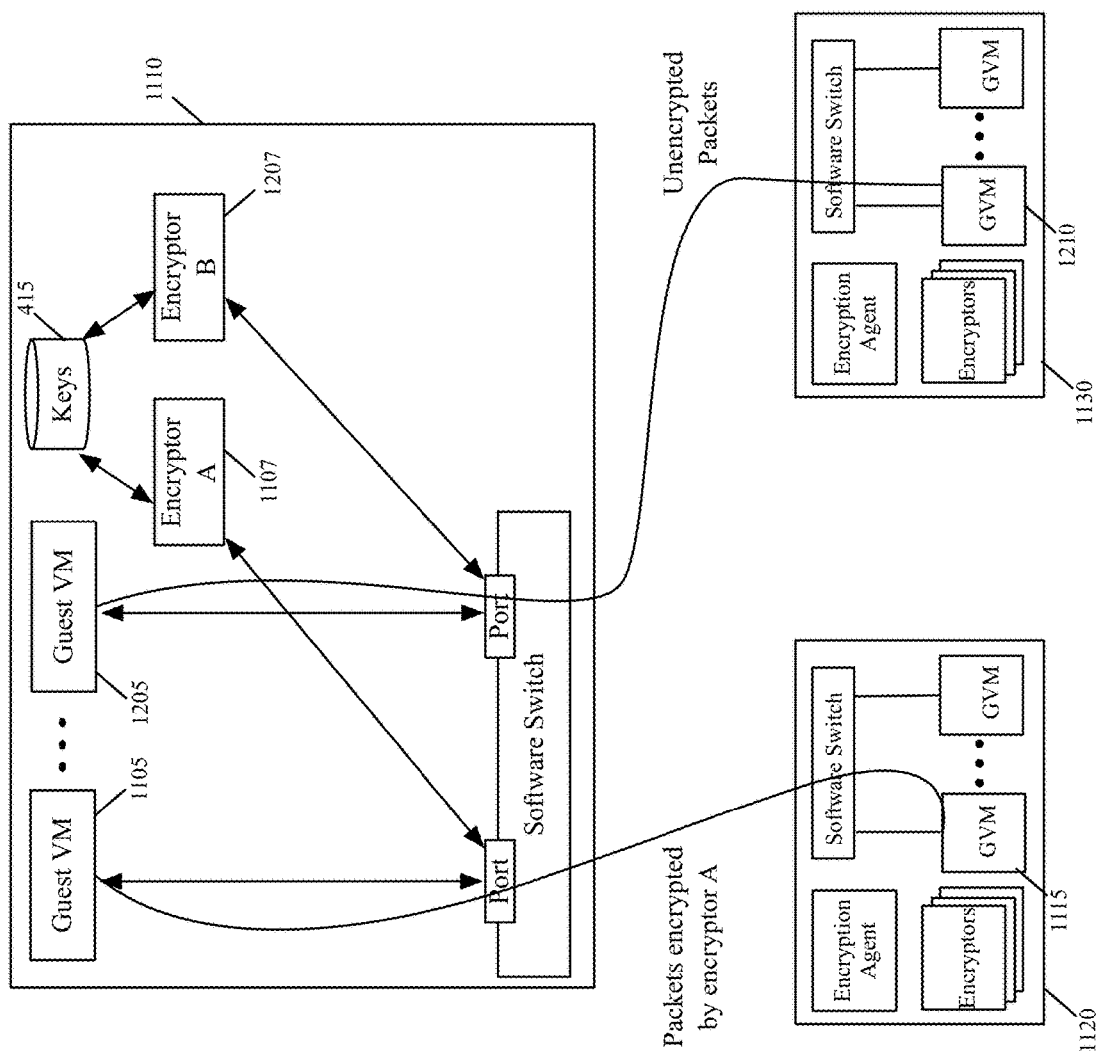 1110
415
Keys
Guest VM
Guest VM
1105
1205
Encryptor
A
Encryptor
B
1107
1207
Port
Port
Software Switch
Packets encrypted
by encryptor A
Unencrypted
Packets
Encryption
Agent
Software Switch
Encryptors
GVM
GVM
1120
1115
Encryption
Agent
Software Switch
Encryptors
GVM
GVM
1130
1210